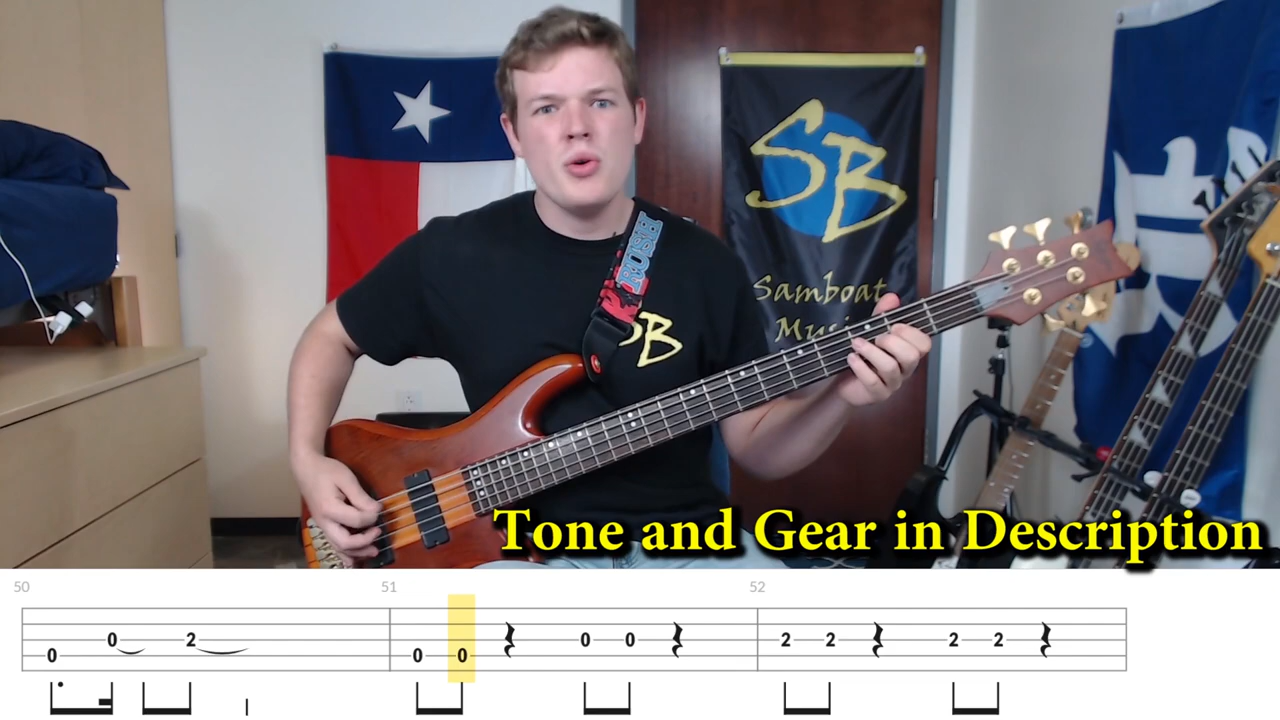 SB
Samboat
RUSH
SB
Tone and Gear in Description
50 51 52
0 2 0 0 2 2 2 2
0 0 0